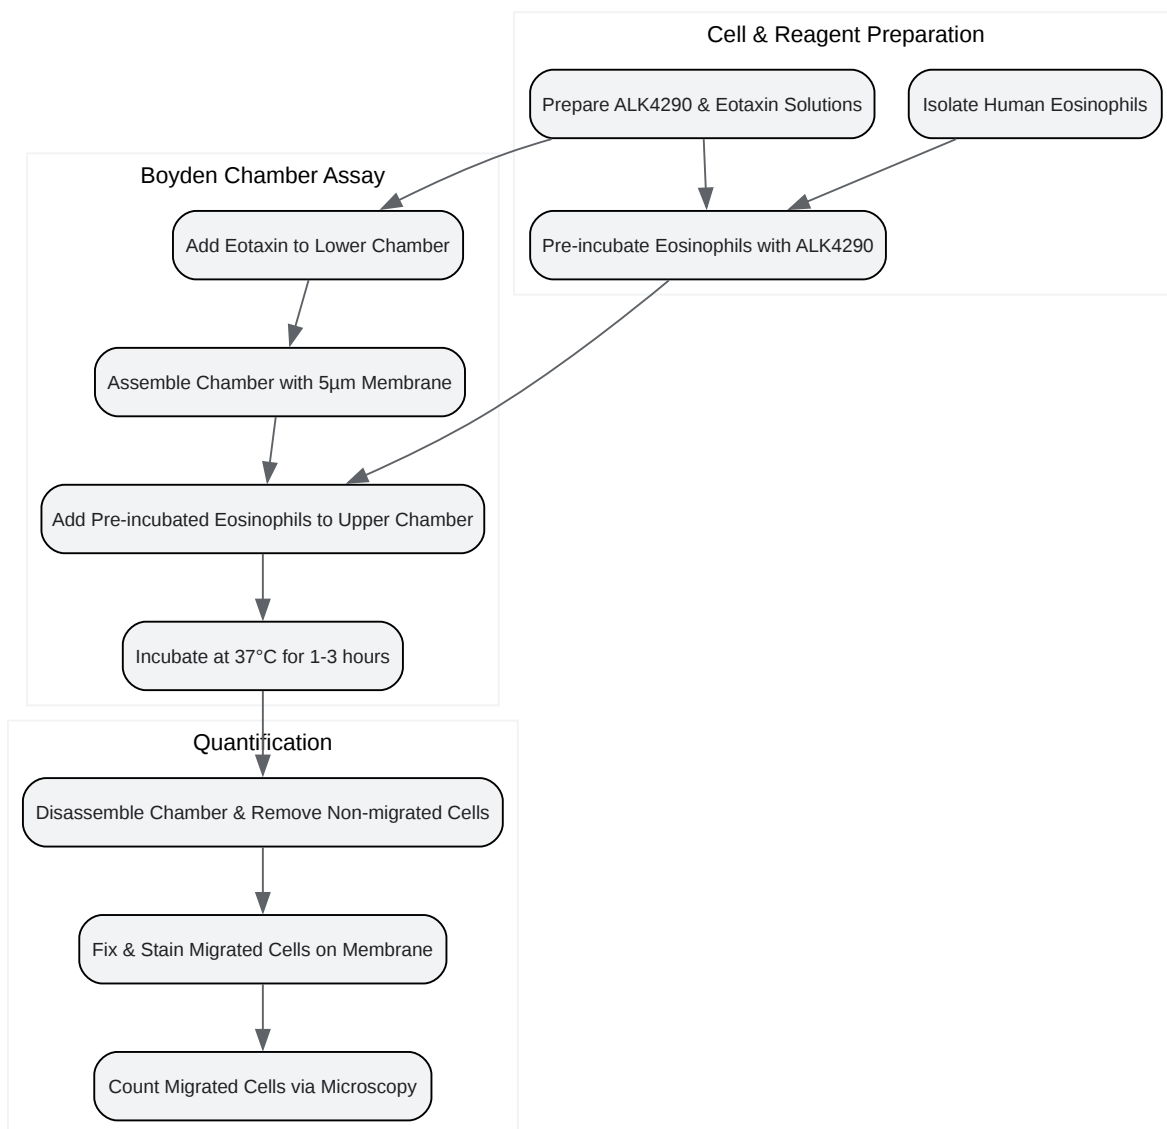 Cell & Reagent Preparation
Prepare ALK4290 & Eotaxin Solutions
Isolate Human Eosinophils
Pre-incubate Eosinophils with ALK4290
Boyden Chamber Assay
Add Eotaxin to Lower Chamber
Assemble Chamber with 5µm Membrane
Add Pre-incubated Eosinophils to Upper Chamber
Incubate at 37°C for 1-3 hours
Quantification
Disassemble Chamber & Remove Non-migrated Cells
Fix & Stain Migrated Cells on Membrane
Count Migrated Cells via Microscopy